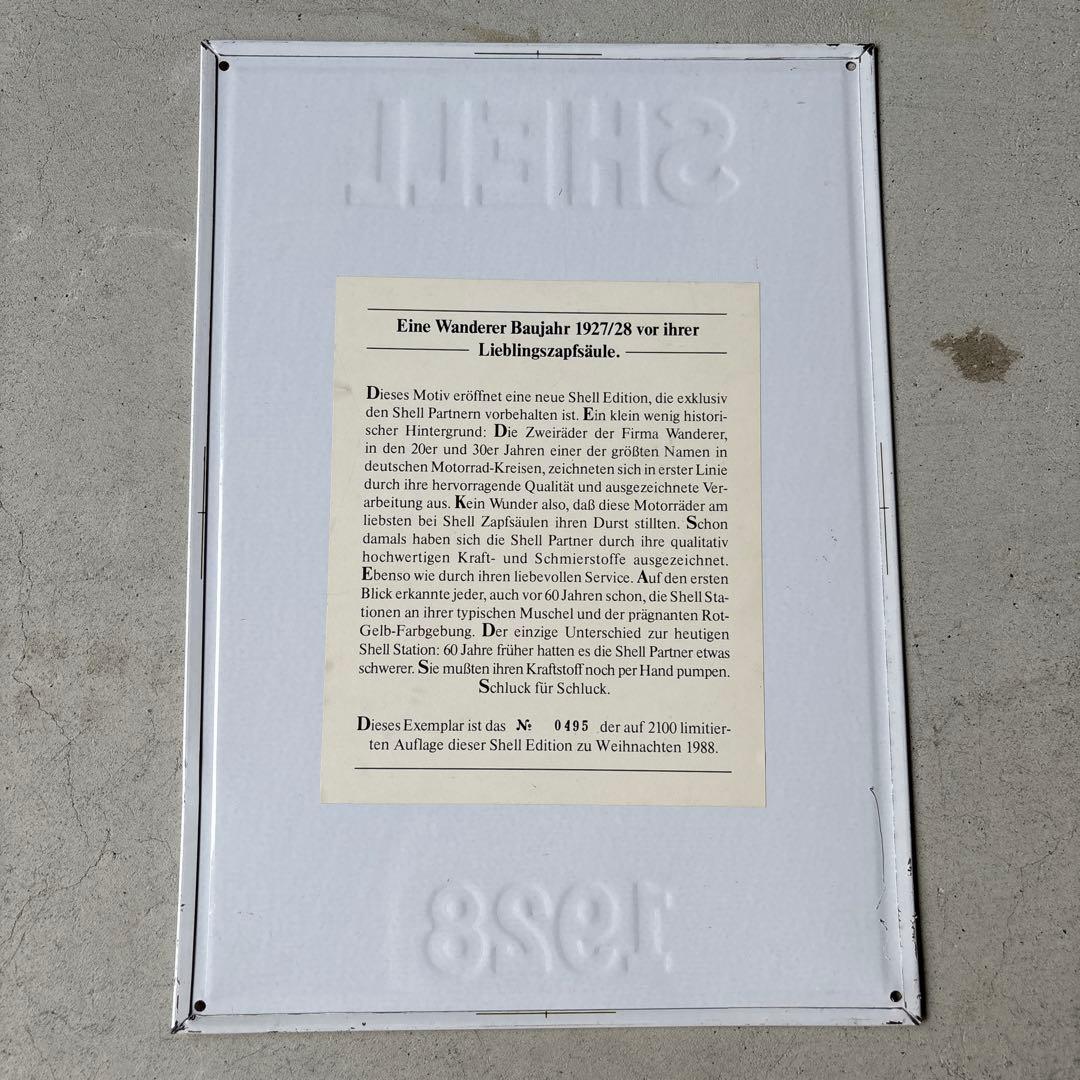 SHELL
Eine Wanderer Baujahr 1927/28 vor ihrer
Lieblingszapfsäule.
Dieses Motiv eröffnet eine neue Shell Edition, die exklusiv
den Shell Partnern vorbehalten ist. Ein klein wenig histori-
scher Hintergrund: Die Zweiräder der Firma Wanderer,
in den 20er und 30er Jahren einer der größten Namen in
deutschen Motorrad-Kreisen, zeichneten sich in erster Linie
durch ihre hervorragende Qualität und ausgezeichnete Ver-
arbeitung aus. Kein Wunder also, daß diese Motorräder am
liebsten bei Shell Zapfsäulen ihren Durst stillten. Schon
damals haben sich die Shell Partner durch ihre qualitativ
hochwertigen Kraft- und Schmierstoffe ausgezeichnet.
Ebenso wie durch ihren liebevollen Service. Auf den ersten
Blick erkannte jeder, auch vor 60 Jahren schon, die Shell Sta-
tionen an ihrer typischen Muschel und der prägnanten Rot-
Gelb-Farbgebung. Der einzige Unterschied zur heutigen
Shell Station: 60 Jahre früher hatten es die Shell Partner etwas
schwerer. Sie mußten ihren Kraftstoff noch per Hand pumpen.
Schluck für Schluck.
Dieses Exemplar ist das № 0495 der auf 2100 limitier-
ten Auflage dieser Shell Edition zu Weihnachten 1988.
1928